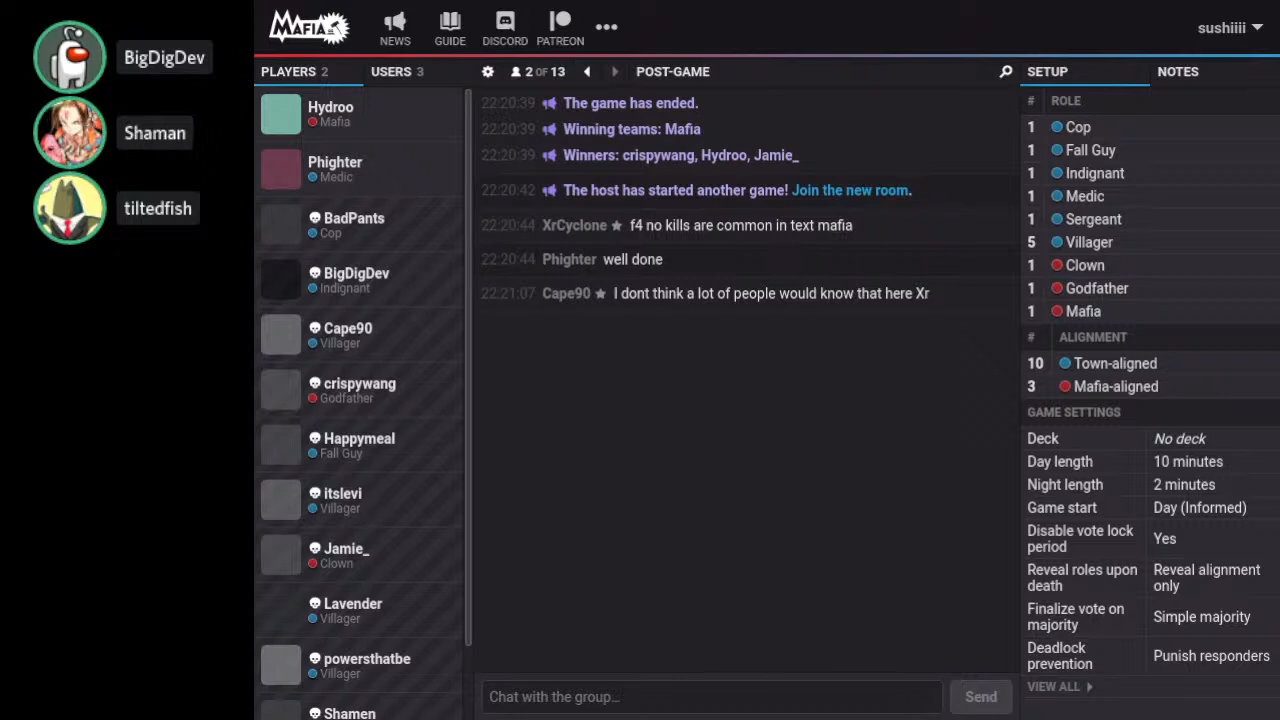 BigDigDev
Shaman
tiltedfish
MAFIA
NEWS
GUIDE
DISCORD
PATREON
•••
sushiiii
PLAYERS 2
USERS 3
2 OF 13
POST-GAME
SETUP
NOTES
Hydroo
Mafia
Phighter
Medic
BadPants
Cop
BigDigDev
Indignant
Cape90
Villager
crispywang
Godfather
Happymeal
Fall Guy
itslevi
Villager
Jamie_
Clown
Lavender
Villager
powersthatbe
Villager
Shamen
22:20:39 The game has ended.
22:20:39 Winning teams: Mafia
22:20:39 Winners: crispywang, Hydroo, Jamie_
22:20:42 The host has started another game! Join the new room.
22:20:44 XrCyclone ★ f4 no kills are common in text mafia
22:20:44 Phighter well done
22:21:07 Cape90 ★ I dont think a lot of people would know that here Xr
Chat with the group…
Send
# ROLE
1 Cop
1 Fall Guy
1 Indignant
1 Medic
1 Sergeant
5 Villager
1 Clown
1 Godfather
1 Mafia
# ALIGNMENT
10 Town-aligned
3 Mafia-aligned
GAME SETTINGS
Deck No deck
Day length 10 minutes
Night length 2 minutes
Game start Day (Informed)
Disable vote lock period Yes
Reveal roles upon death Reveal alignment only
Finalize vote on majority Simple majority
Deadlock prevention Punish responders
VIEW ALL